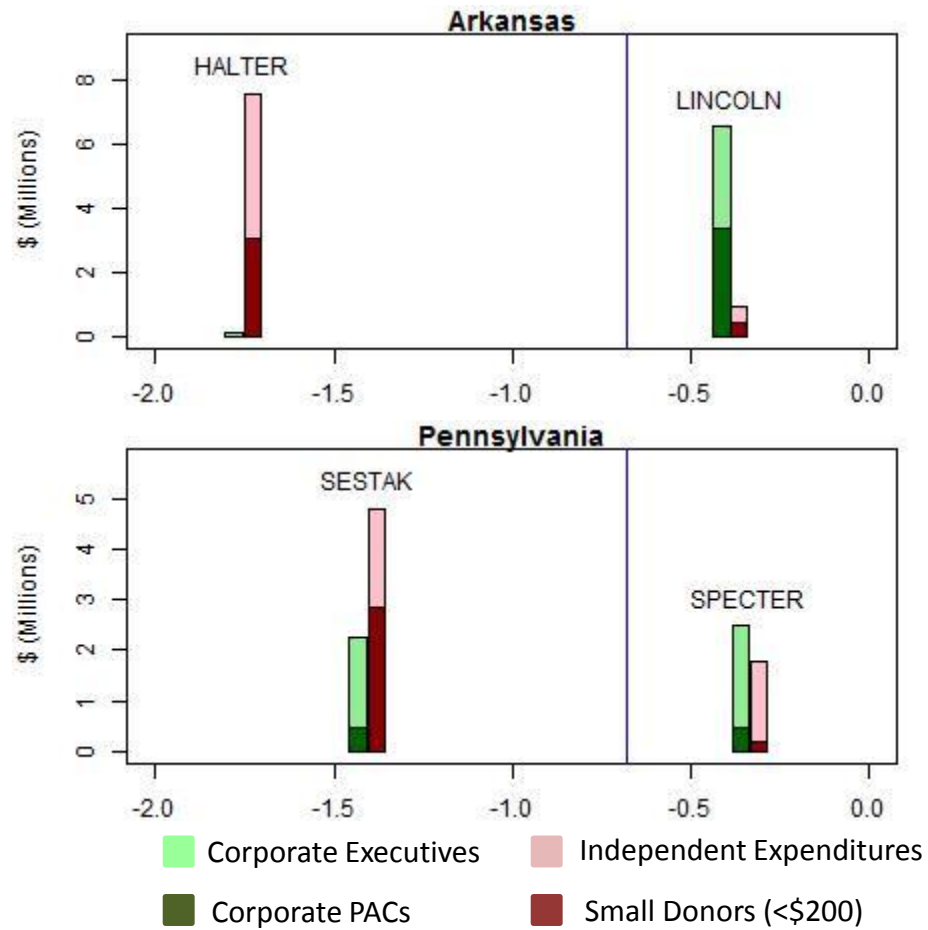 Arkansas
HALTER
LINCOLN
$ (Millions)
8
6
4
2
0
-2.0 -1.5 -1.0 -0.5 0.0
Pennsylvania
SESTAK
SPECTER
$ (Millions)
5
4
3
2
1
0
-2.0 -1.5 -1.0 -0.5 0.0
Corporate Executives Independent Expenditures
Corporate PACs Small Donors (<$200)